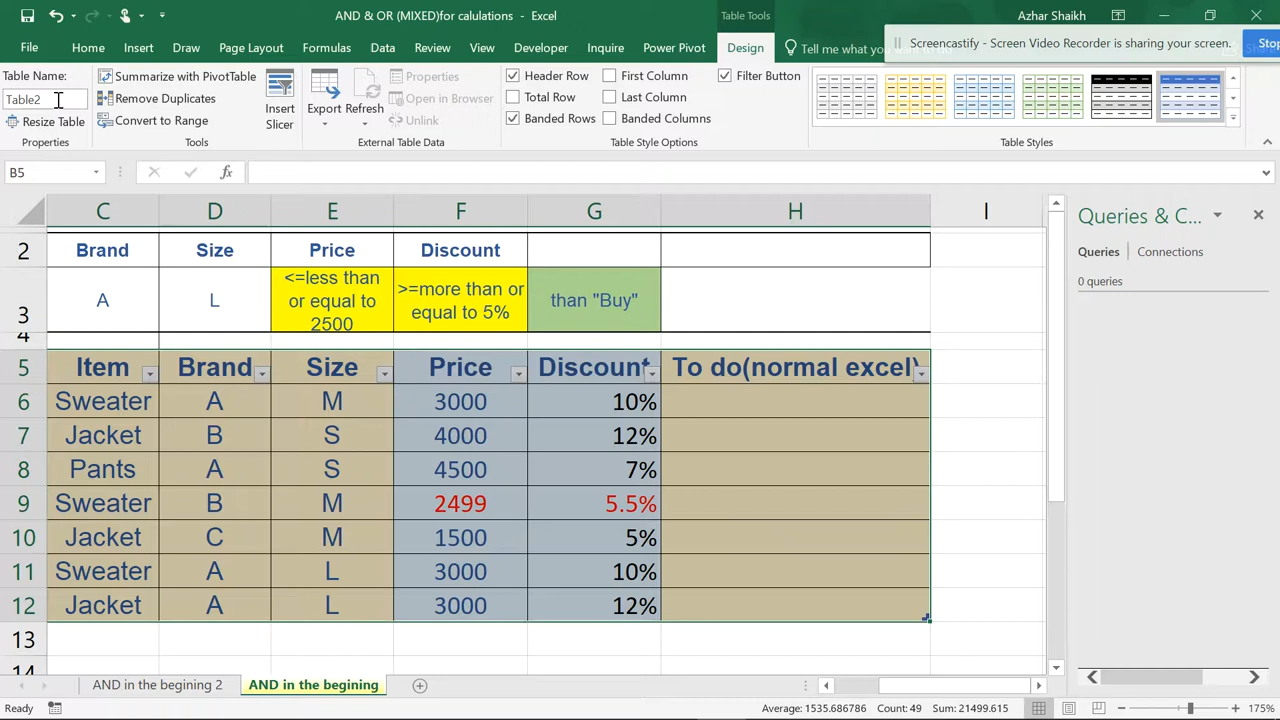 AND & OR (MIXED)for calulations - Excel
Table Tools
Azhar Shaikh
File Home Insert Draw Page Layout Formulas Data Review View Developer Inquire Power Pivot Design Tell me what you
Screencastify - Screen Video Recorder is sharing your screen.
Table Name:
Table2
Resize Table
Properties
Summarize with PivotTable
Remove Duplicates
Convert to Range
Tools
Insert
Slicer
Export Refresh
Properties
Open in Browser
Unlink
External Table Data
Header Row First Column Filter Button
Total Row Last Column
Banded Rows Banded Columns
Table Style Options
Table Styles
B5
fx
C D E F G H I
2 Brand Size Price Discount
3 A L <=less than or equal to 2500 >=more than or equal to 5% than "Buy"
4
5 Item Brand Size Price Discount To do(normal excel)
6 Sweater A M 3000 10%
7 Jacket B S 4000 12%
8 Pants A S 4500 7%
9 Sweater B M 2499 5.5%
10 Jacket C M 1500 5%
11 Sweater A L 3000 10%
12 Jacket A L 3000 12%
13
14
Queries & C...
Queries Connections
0 queries
AND in the begining 2 AND in the begining
Ready Average: 1535.686786 Count: 49 Sum: 21499.615 175%